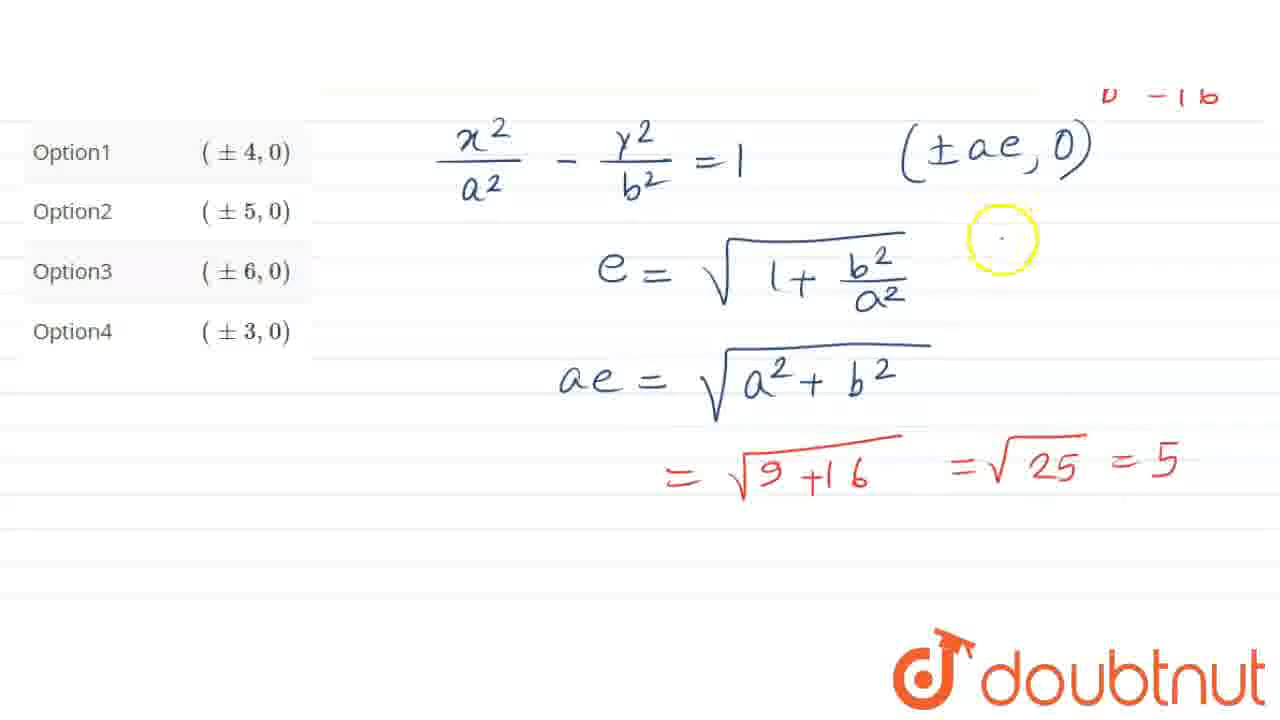 Option1 (±4,0)
Option2 (±5,0)
Option3 (±6,0)
Option4 (±3,0)
x²/a² - y²/b² = 1 (±ae, 0)
e = √(1 + b²/a²)
ae = √(a² + b²)
= √(9+16) = √25 = 5
doubtnut